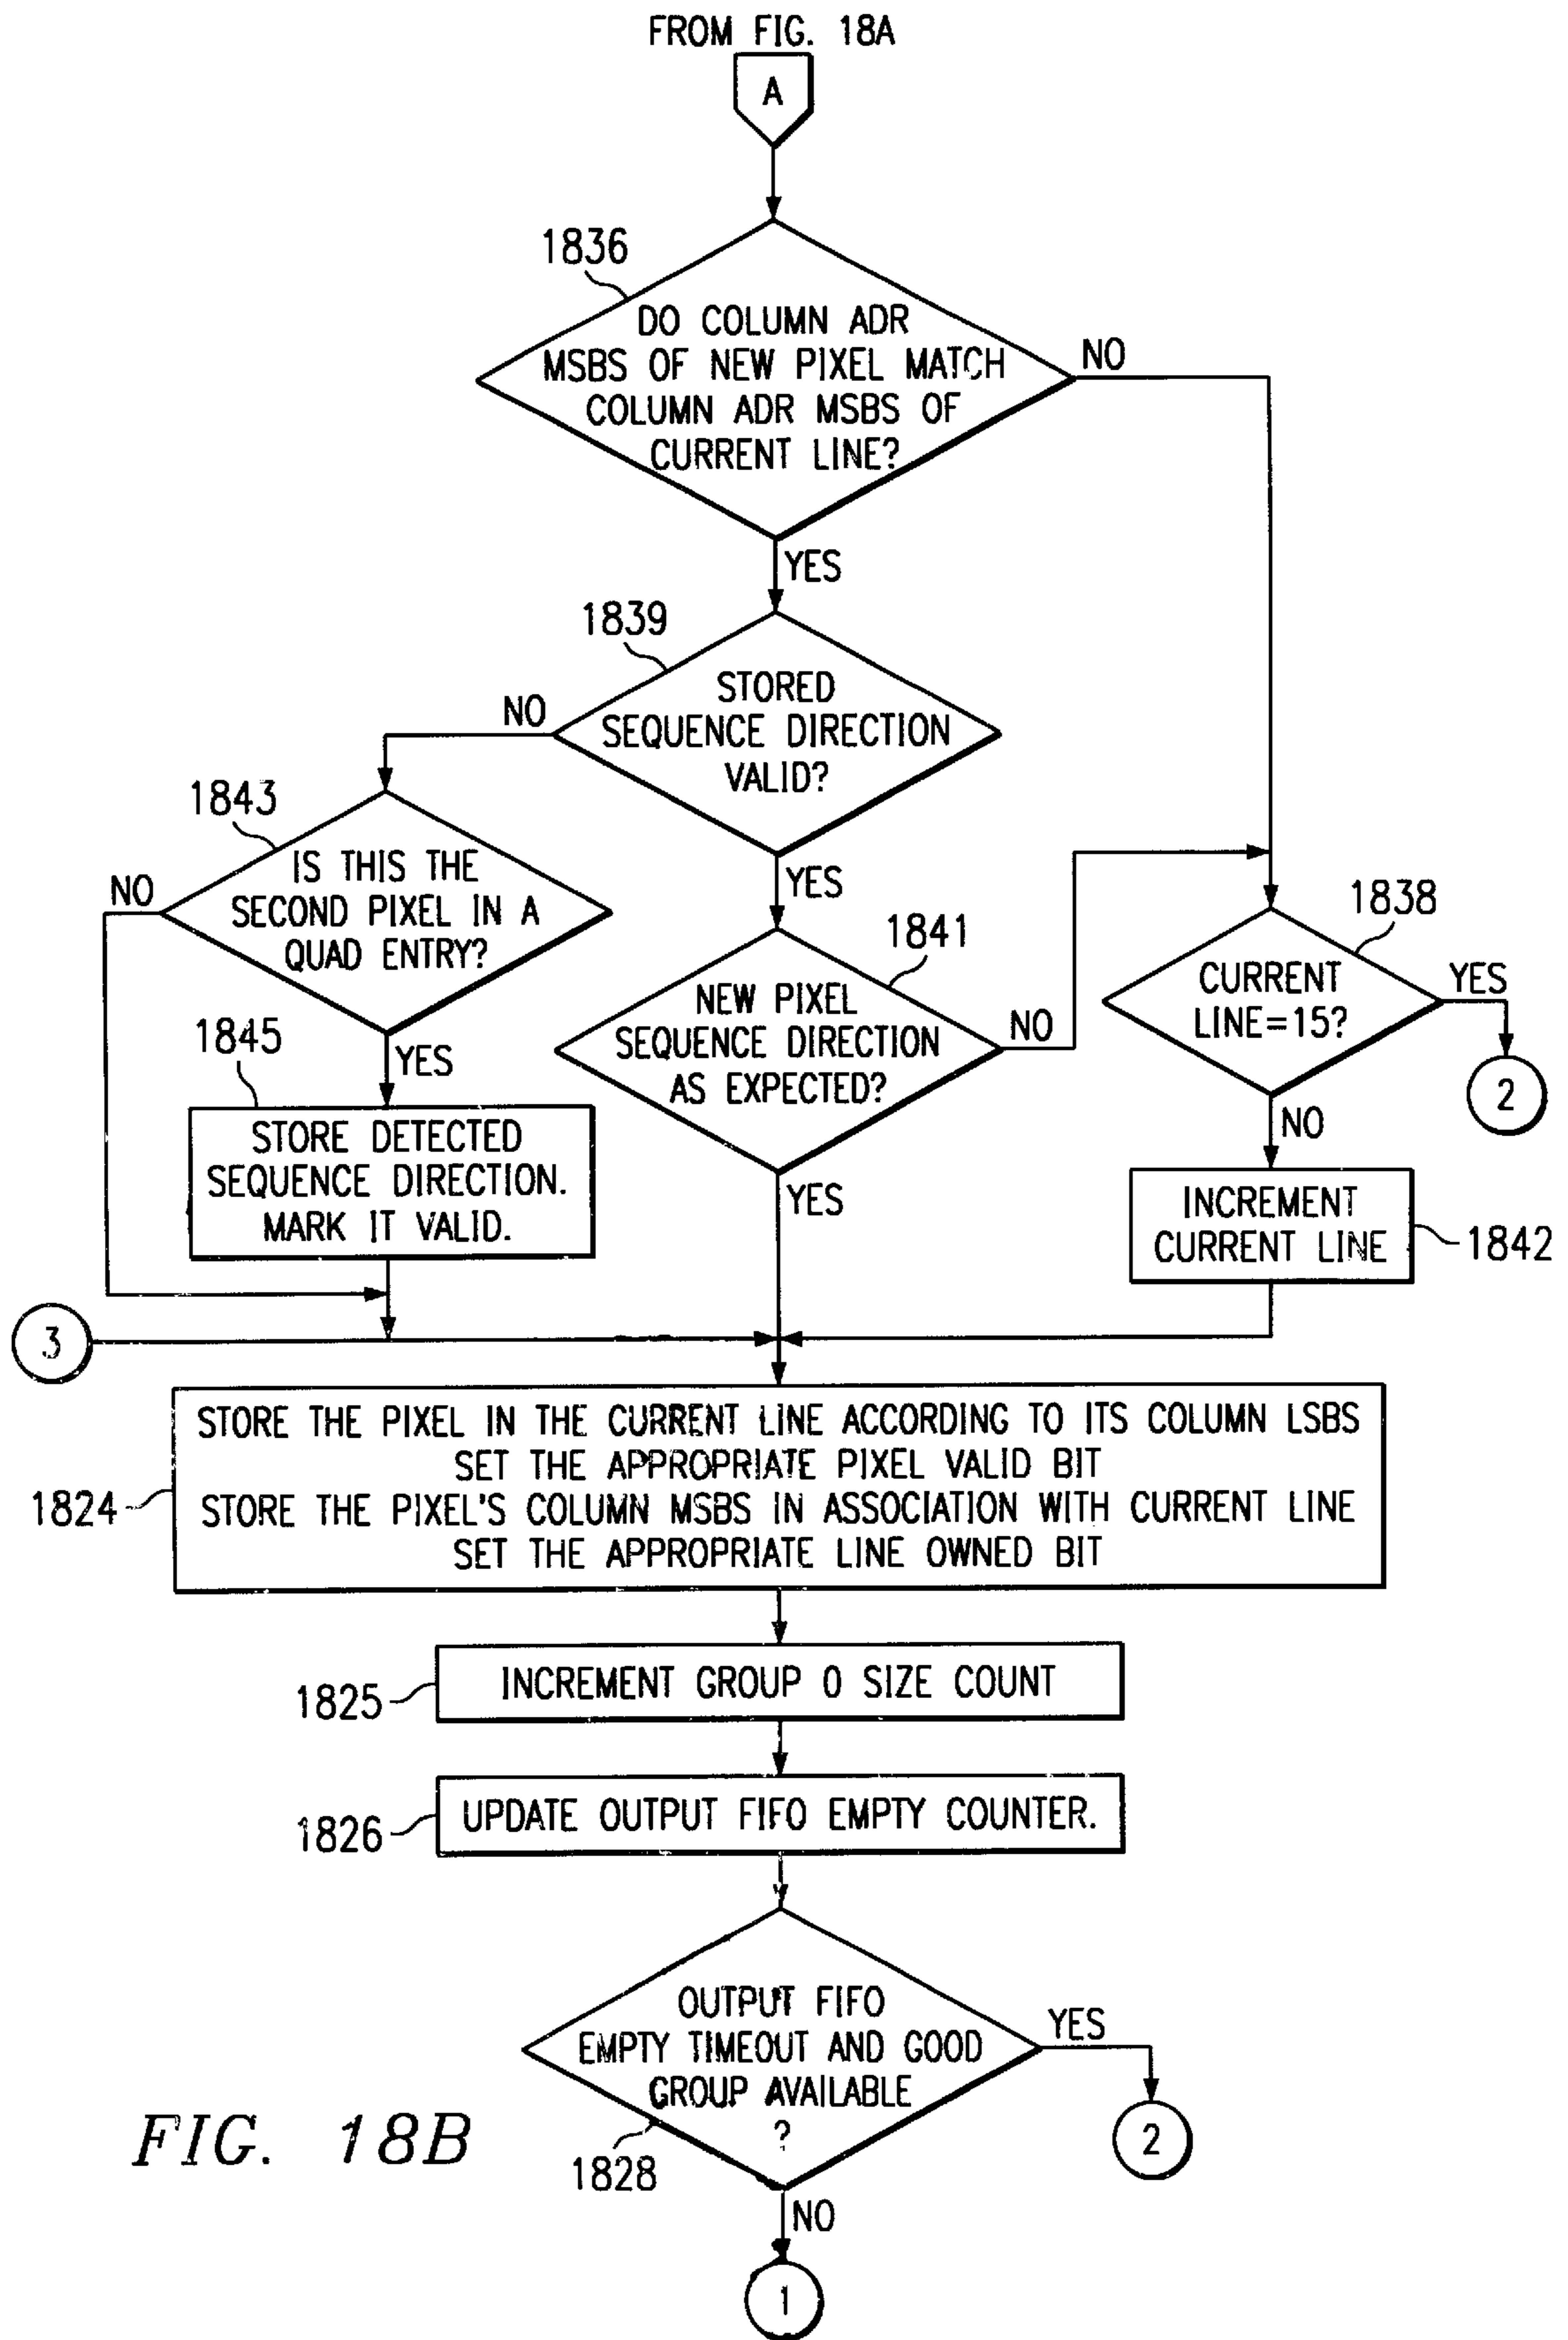 FROM FIG. 18A
A
1836
DO COLUMN ADR
MSBS OF NEW PIXEL MATCH
COLUMN ADR MSBS OF
CURRENT LINE?
NO
YES
1839
STORED
SEQUENCE DIRECTION
VALID?
NO
YES
1843
IS THIS THE
SECOND PIXEL IN A
QUAD ENTRY?
NO
YES
1841
NEW PIXEL
SEQUENCE DIRECTION
AS EXPECTED?
NO
YES
1838
CURRENT
LINE=15?
YES
2
NO
1845
STORE DETECTED
SEQUENCE DIRECTION.
MARK IT VALID.
INCREMENT
CURRENT LINE
1842
3
STORE THE PIXEL IN THE CURRENT LINE ACCORDING TO ITS COLUMN LSBS
SET THE APPROPRIATE PIXEL VALID BIT
STORE THE PIXEL'S COLUMN MSBS IN ASSOCIATION WITH CURRENT LINE
SET THE APPROPRIATE LINE OWNED BIT
1824
INCREMENT GROUP 0 SIZE COUNT
1825
UPDATE OUTPUT FIFO EMPTY COUNTER.
1826
OUTPUT FIFO
EMPTY TIMEOUT AND GOOD
GROUP AVAILABLE
?
YES
2
1828
NO
1
FIG. 18B